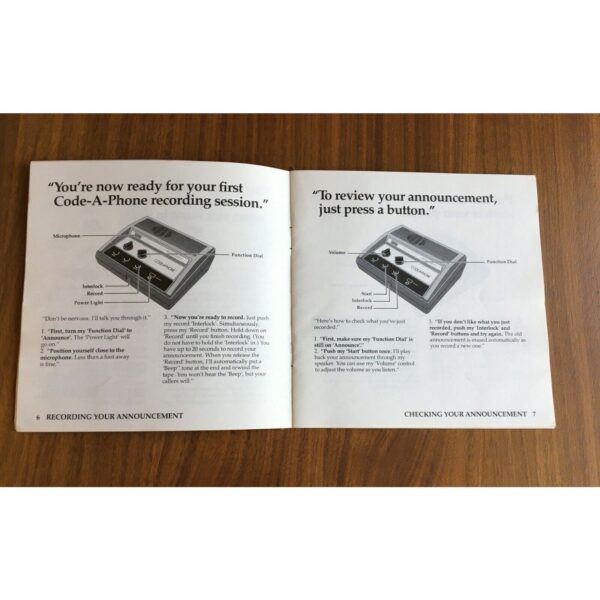 "You're now ready for your first
Code-A-Phone recording session."
Microphone
Function Dial
Interlock
Record
Power Light
"Don't be nervous. I'll talk you through it."
1. "First, turn my 'Function Dial' to
'Announce'. The 'Power Light' will
go on."
2. "Position yourself close to the
microphone. Less than a foot away
is fine."
3. "Now you're ready to record. Just push
my record 'Interlock'. Simultaneously,
press my 'Record' button. Hold down on
'Record' until you finish recording. (You
do not have to hold the 'Interlock' in.) You
have up to 20 seconds to record your
announcement. When you release the
'Record' button, I'll automatically put a
"Beep" tone at the end and rewind the
tape. You won't hear the 'Beep', but your
callers will."
6 RECORDING YOUR ANNOUNCEMENT
"To review your announcement,
just press a button."
Volume
Function Dial
Start
Interlock
Record
"Here's how to check what you've just
recorded."
1. "First, make sure my 'Function Dial' is
still on 'Announce'."
2. "Push my 'Start' button once. I'll play
back your announcement through my
speaker. You can use my 'Volume' control
to adjust the volume as you listen."
3. "If you don't like what you just
recorded, push my 'Interlock' and
'Record' buttons and try again. The old
announcement is erased automatically as
you record a new one."
CHECKING YOUR ANNOUNCEMENT 7